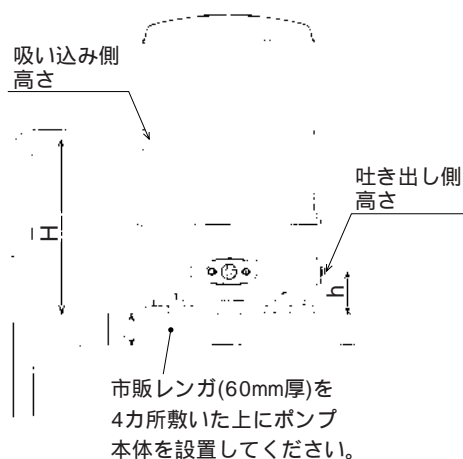 吸い込み側
高さ
吐き出し側
高さ
H
h
市販レンガ(60mm厚)を
4カ所敷いた上にポンプ
本体を設置してください。